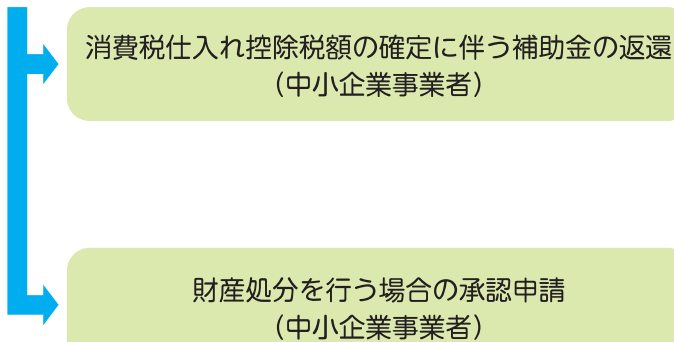 消費税仕入れ控除税額の確定に伴う補助金の返還
（中小企業事業者）
財産処分を行う場合の承認申請
（中小企業事業者）